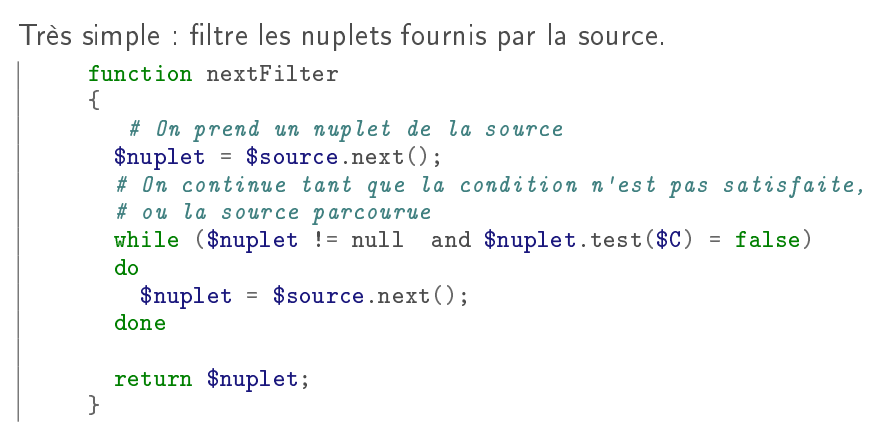 Très simple : filtre les nuplets fournis par la source.
function nextFilter
{
# On prend un nuplet de la source
$nuplet = $source.next();
# On continue tant que la condition n'est pas satisfaite,
# ou la source parcourue
while ($nuplet != null  and $nuplet.test($C) = false)
do
$nuplet = $source.next();
done
return $nuplet;
}